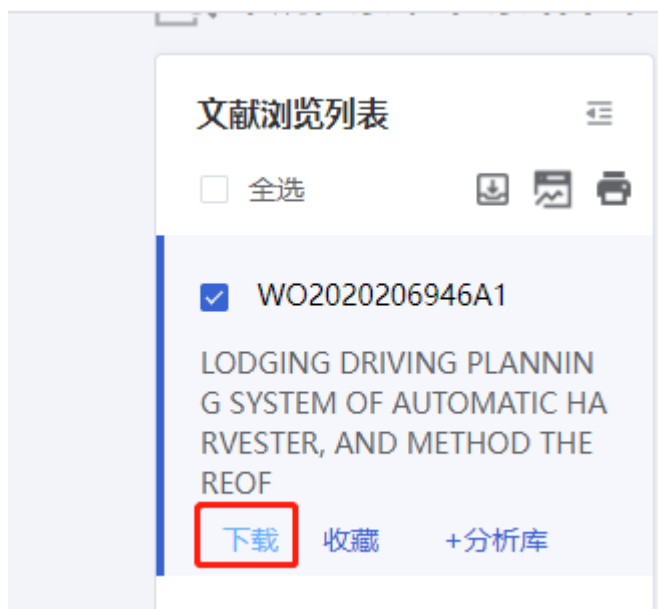 文献浏览列表
全选
WO2020206946A1
LODGING DRIVING PLANNIN
G SYSTEM OF AUTOMATIC HA
RVESTER, AND METHOD THE
REOF
下载 收藏 +分析库